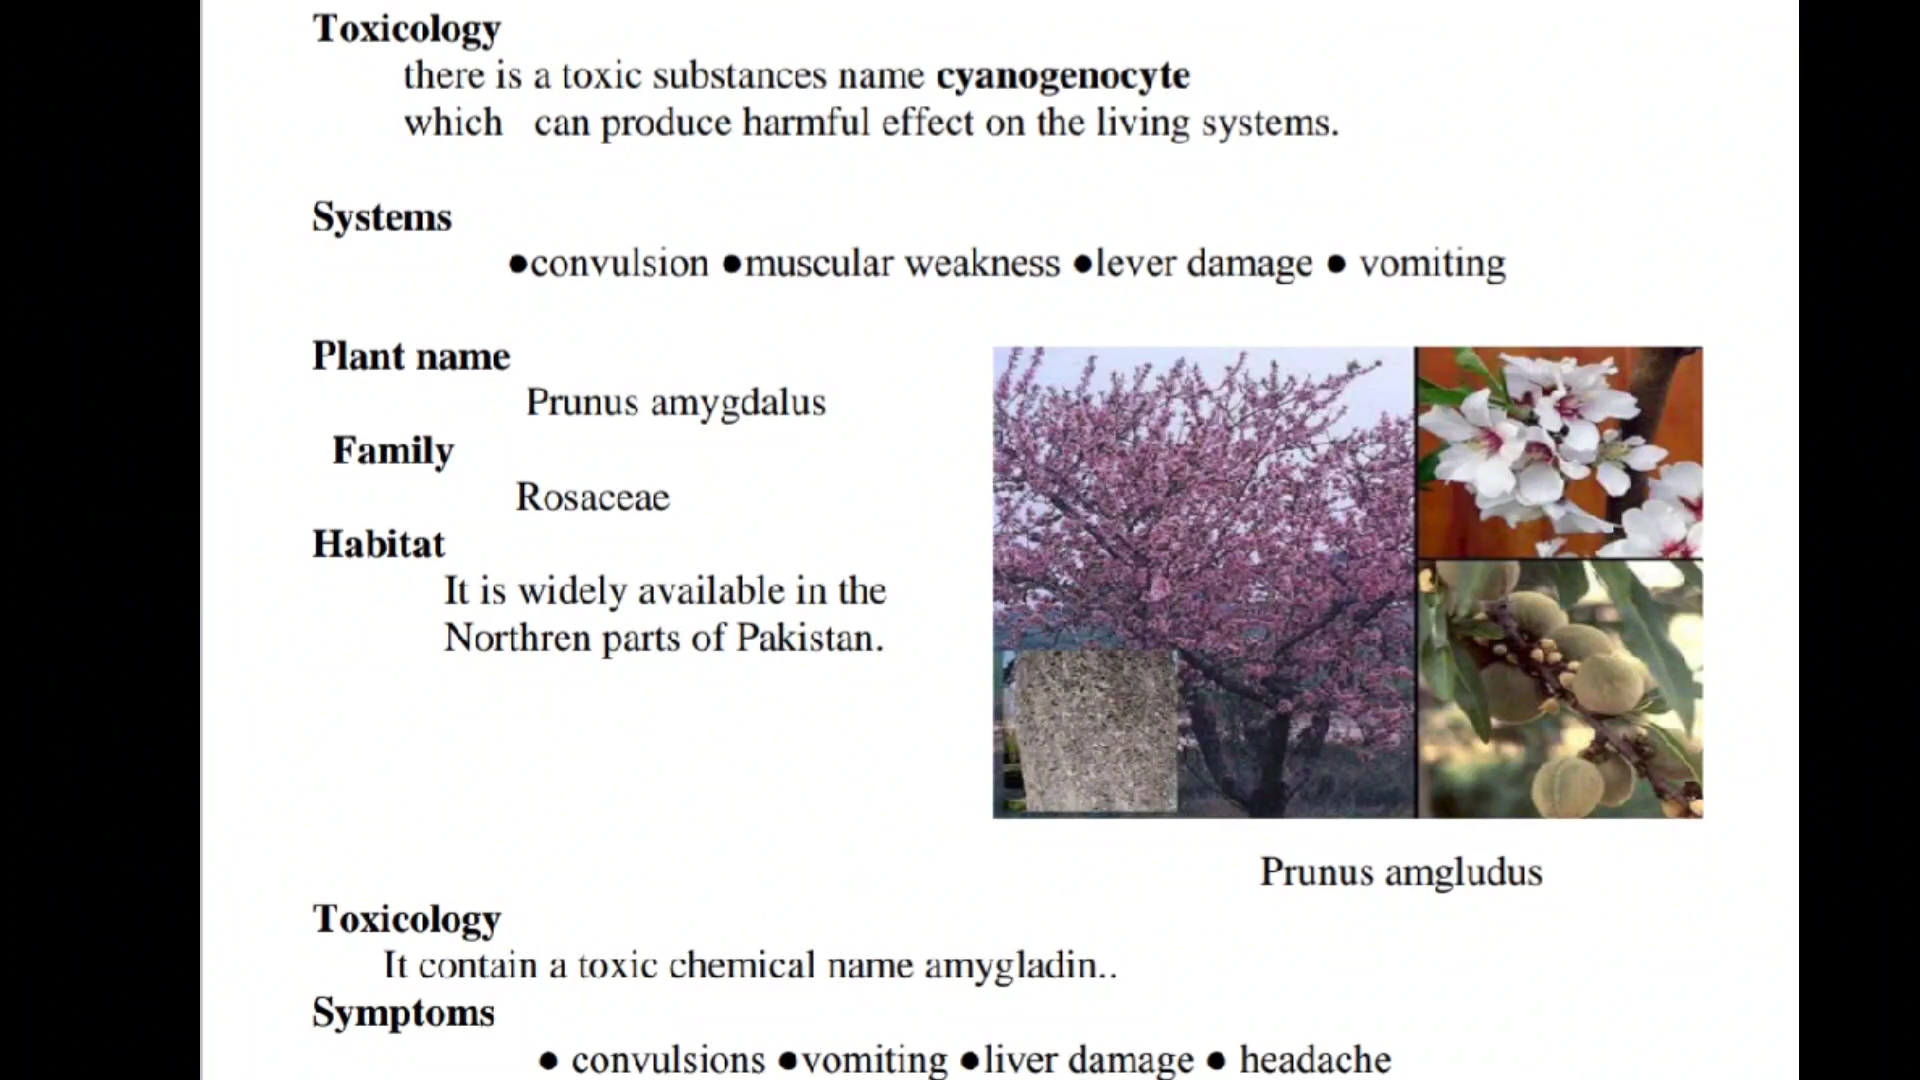 Toxicology
there is a toxic substances name cyanogenocyte
which can produce harmful effect on the living systems.
Systems
●convulsion ●muscular weakness ●lever damage ● vomiting
Plant name
Prunus amygdalus
Family
Rosaceae
Habitat
It is widely available in the
Northren parts of Pakistan.
Prunus amgludus
Toxicology
It contain a toxic chemical name amygladin..
Symptoms
● convulsions ●vomiting ●liver damage ● headache